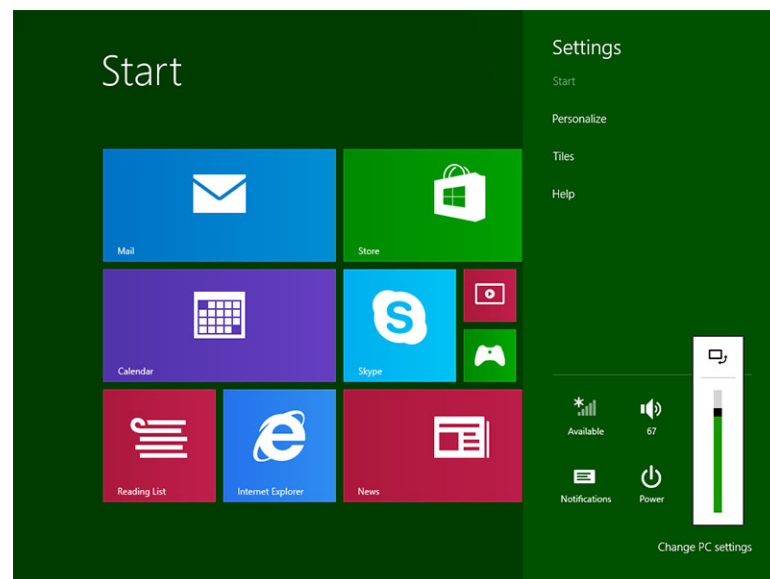 Start
Mail
Store
Calendar
Skype
Reading List
Internet Explorer
News
Settings
Start
Personalize
Tiles
Help
Available
67
Notifications
Power
Change PC settings